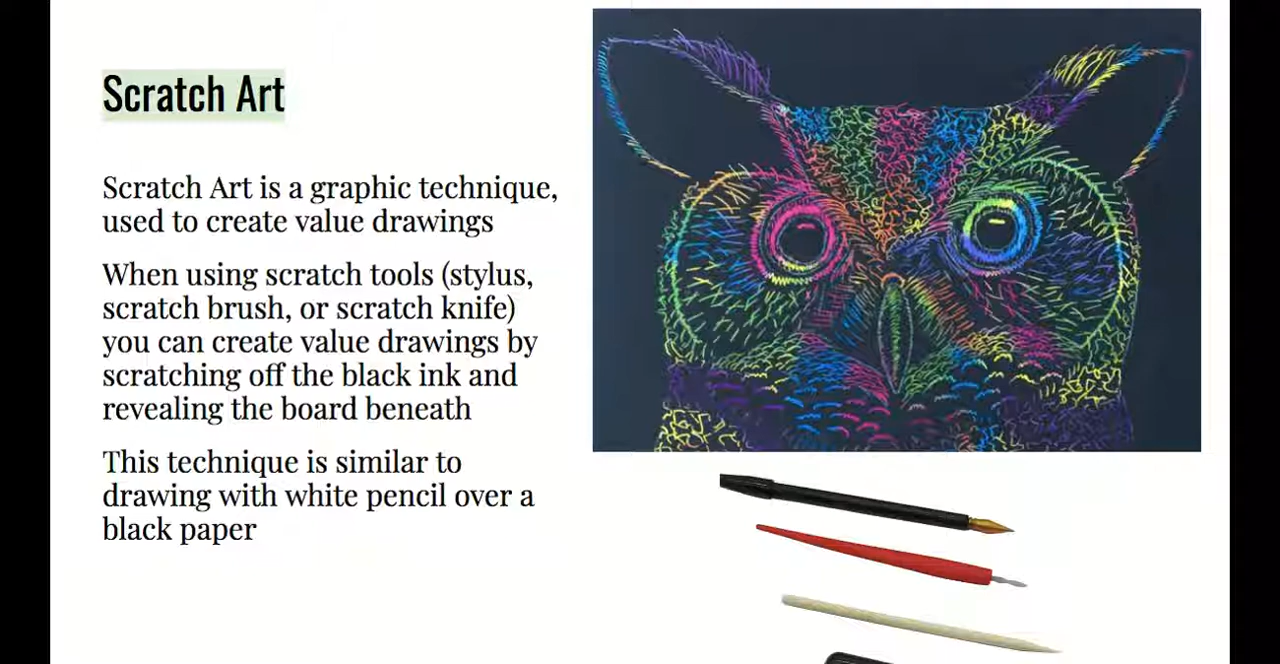 Scratch Art
Scratch Art is a graphic technique,
used to create value drawings
When using scratch tools (stylus,
scratch brush, or scratch knife)
you can create value drawings by
scratching off the black ink and
revealing the board beneath
This technique is similar to
drawing with white pencil over a
black paper